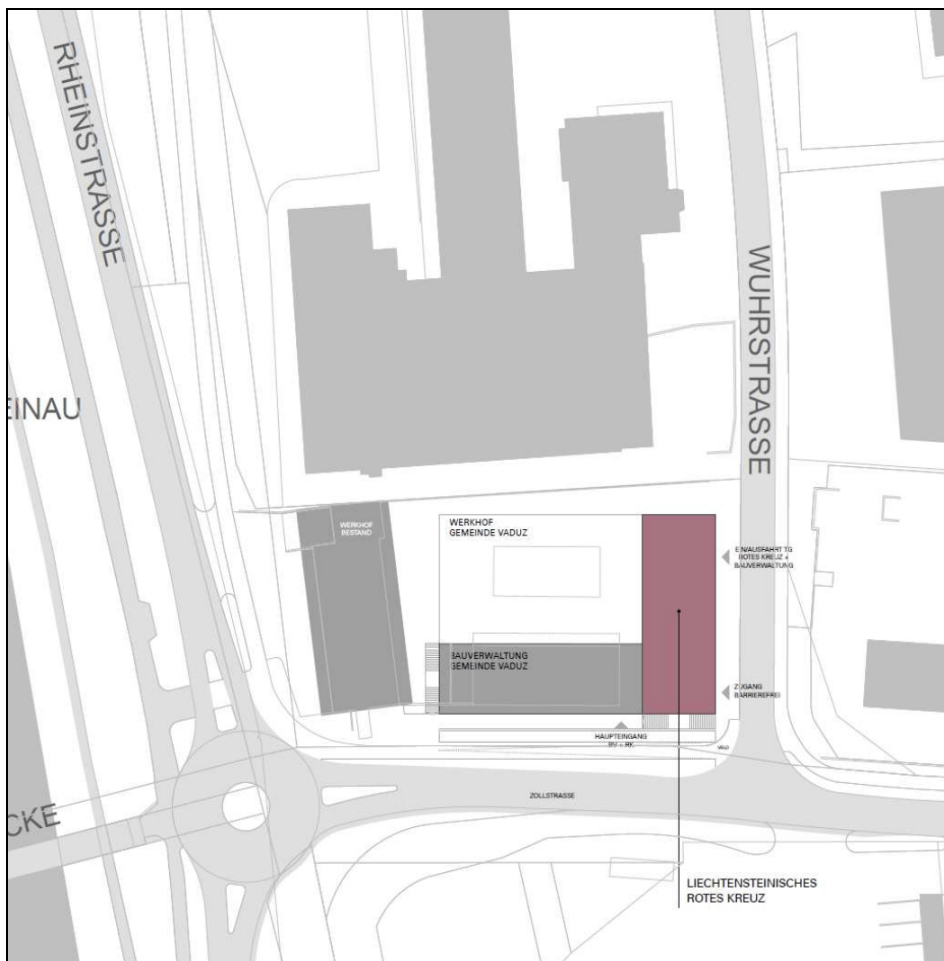 RHEINSTRASSE
WUHRSTRASSE
EINAU
WERKHOF
BESTAND
WERKHOF
GEMEINDE VADUZ
EIN/AUSFAHRT TG
ROTES KREUZ +
BAUVERWALTUNG
BAUVERWALTUNG
GEMEINDE VADUZ
ZUGANG
BARRIEREFREI
HAUPTEINGANG
BV + RK
VELO
ZOLLSTRASSE
CKE
LIECHTENSTEINISCHES
ROTES KREUZ